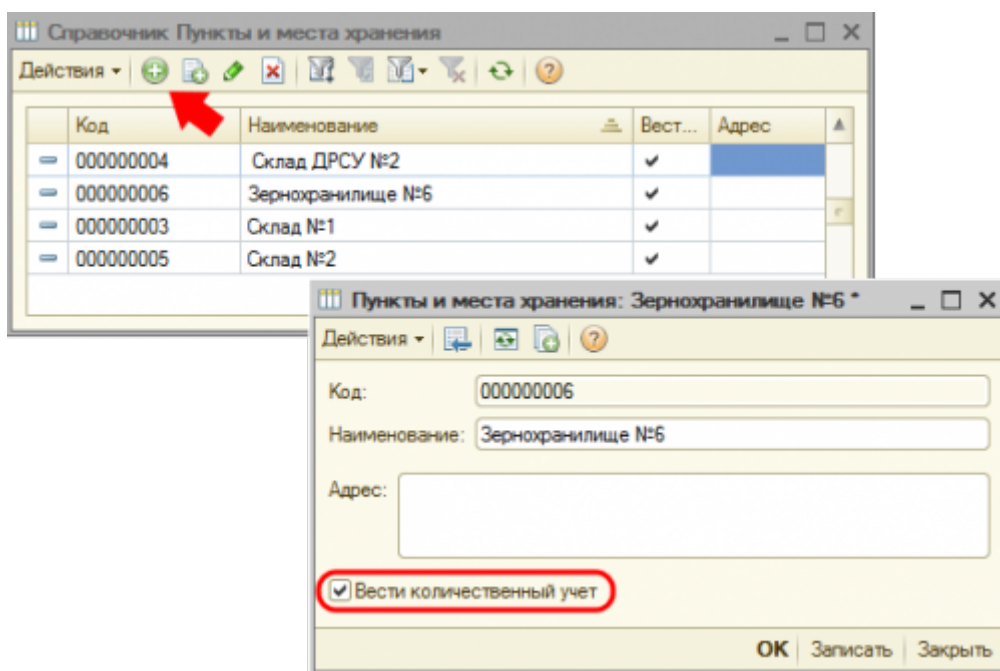 Справочник Пункты и места хранения
Действия
Код Наименование Вест... Адрес
000000004 Склад ДРСУ №2
000000006 Зернохранилище №6
000000003 Склад №1
000000005 Склад №2
Пункты и места хранения: Зернохранилище №6 *
Действия
Код: 000000006
Наименование: Зернохранилище №6
Адрес:
Вести количественный учет
OK Записать Закрыть